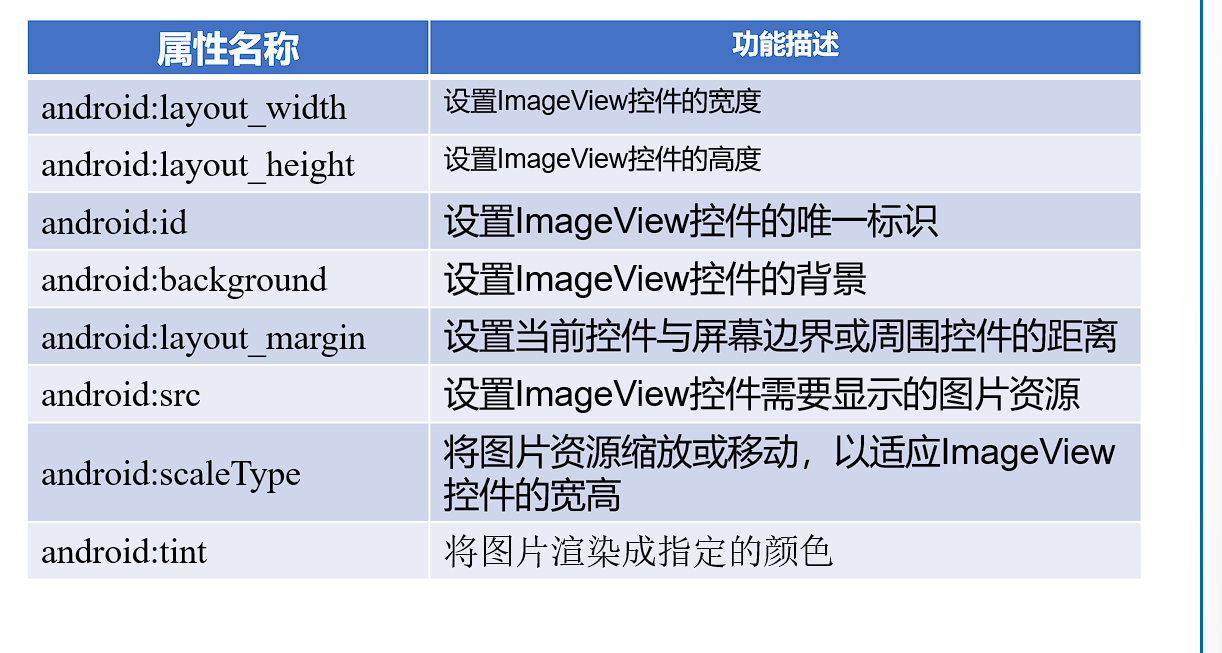 属性名称 功能描述
android:layout_width 设置ImageView控件的宽度
android:layout_height 设置ImageView控件的高度
android:id 设置ImageView控件的唯一标识
android:background 设置ImageView控件的背景
android:layout_margin 设置当前控件与屏幕边界或周围控件的距离
android:src 设置ImageView控件需要显示的图片资源
android:scaleType 将图片资源缩放或移动，以适应ImageView
控件的宽高
android:tint 将图片渲染成指定的颜色